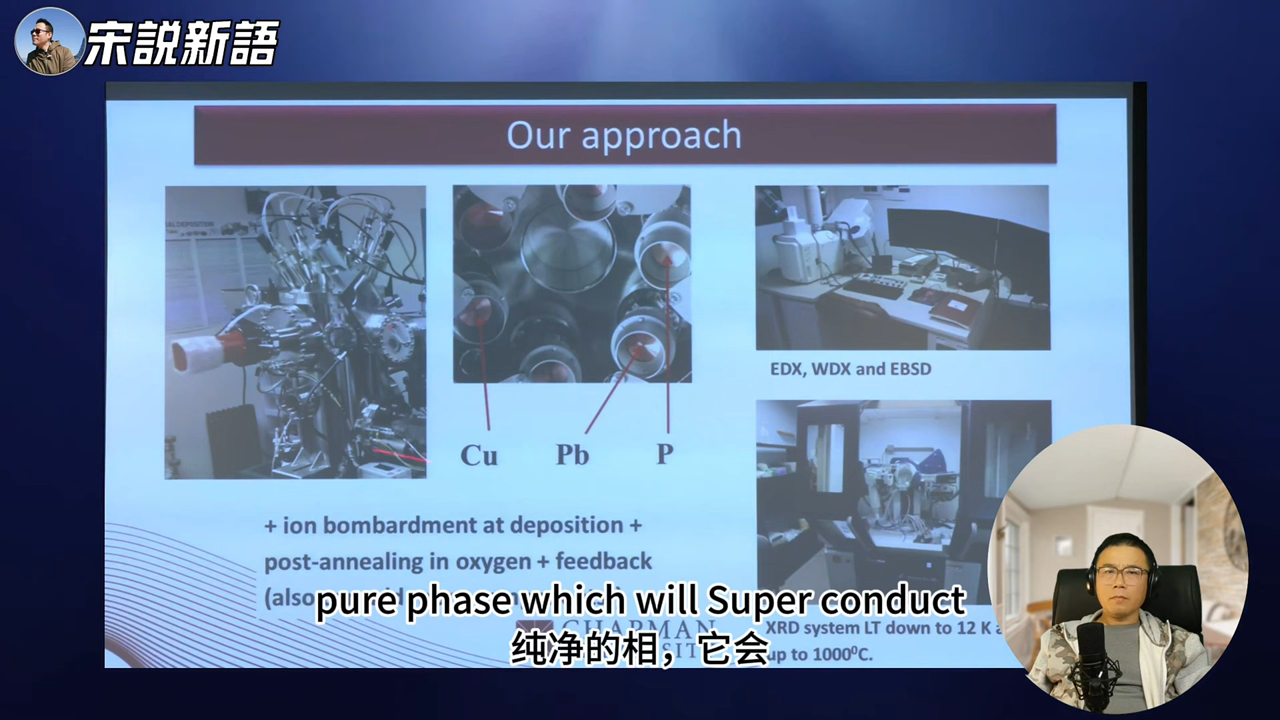 宋説新語
Our approach
EDX, WDX and EBSD
Cu Pb P
+ ion bombardment at deposition +
post-annealing in oxygen + feedback
(also
pure phase which will Super conduct
纯净的相，它会
CHAPMAN
XRD system LT down to 12 K
up to 1000⁰C.